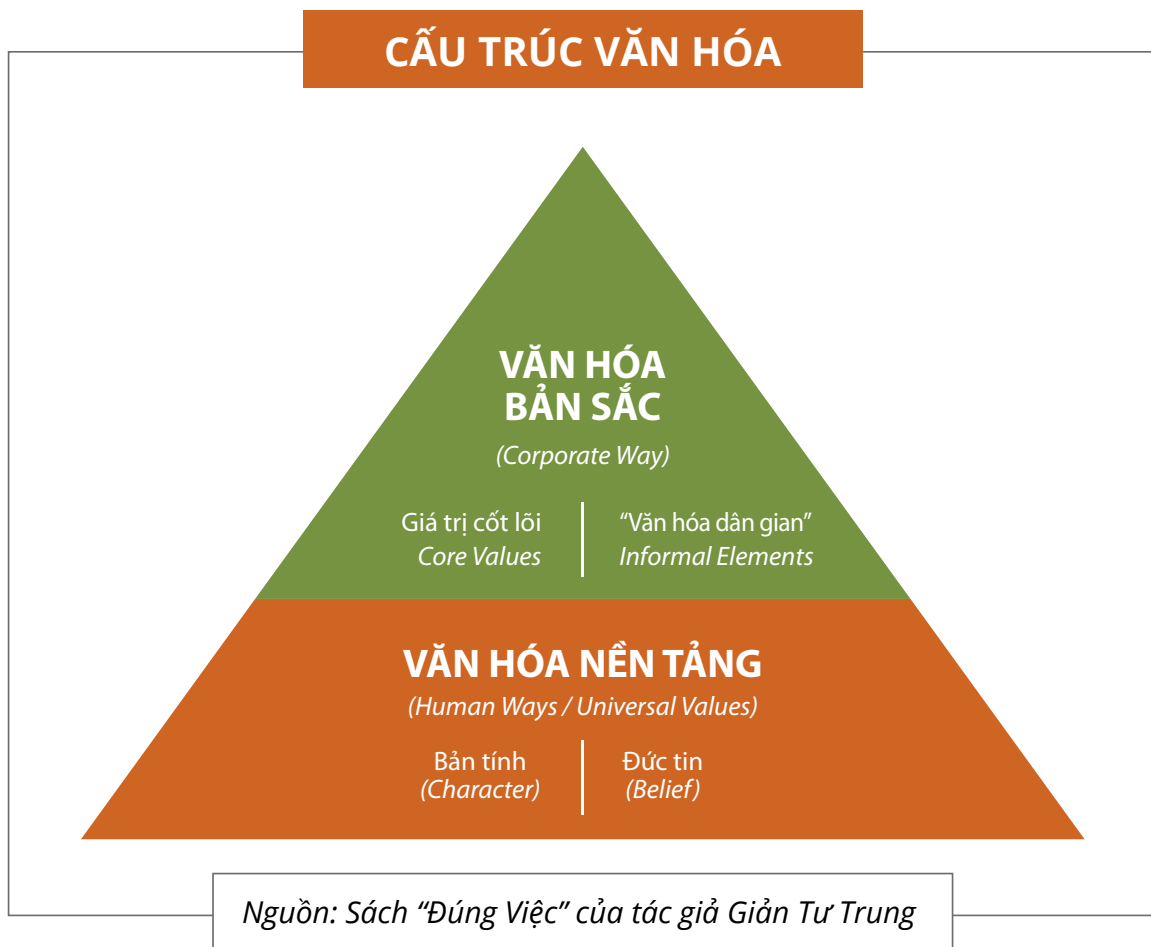 CẤU TRÚC VĂN HÓA
VĂN HÓA
BẢN SẮC
(Corporate Way)
Giá trị cốt lõi
Core Values
“Văn hóa dân gian”
Informal Elements
VĂN HÓA NỀN TẢNG
(Human Ways / Universal Values)
Bản tính
(Character)
Đức tin
(Belief)
Nguồn: Sách “Đúng Việc” của tác giả Giản Tư Trung